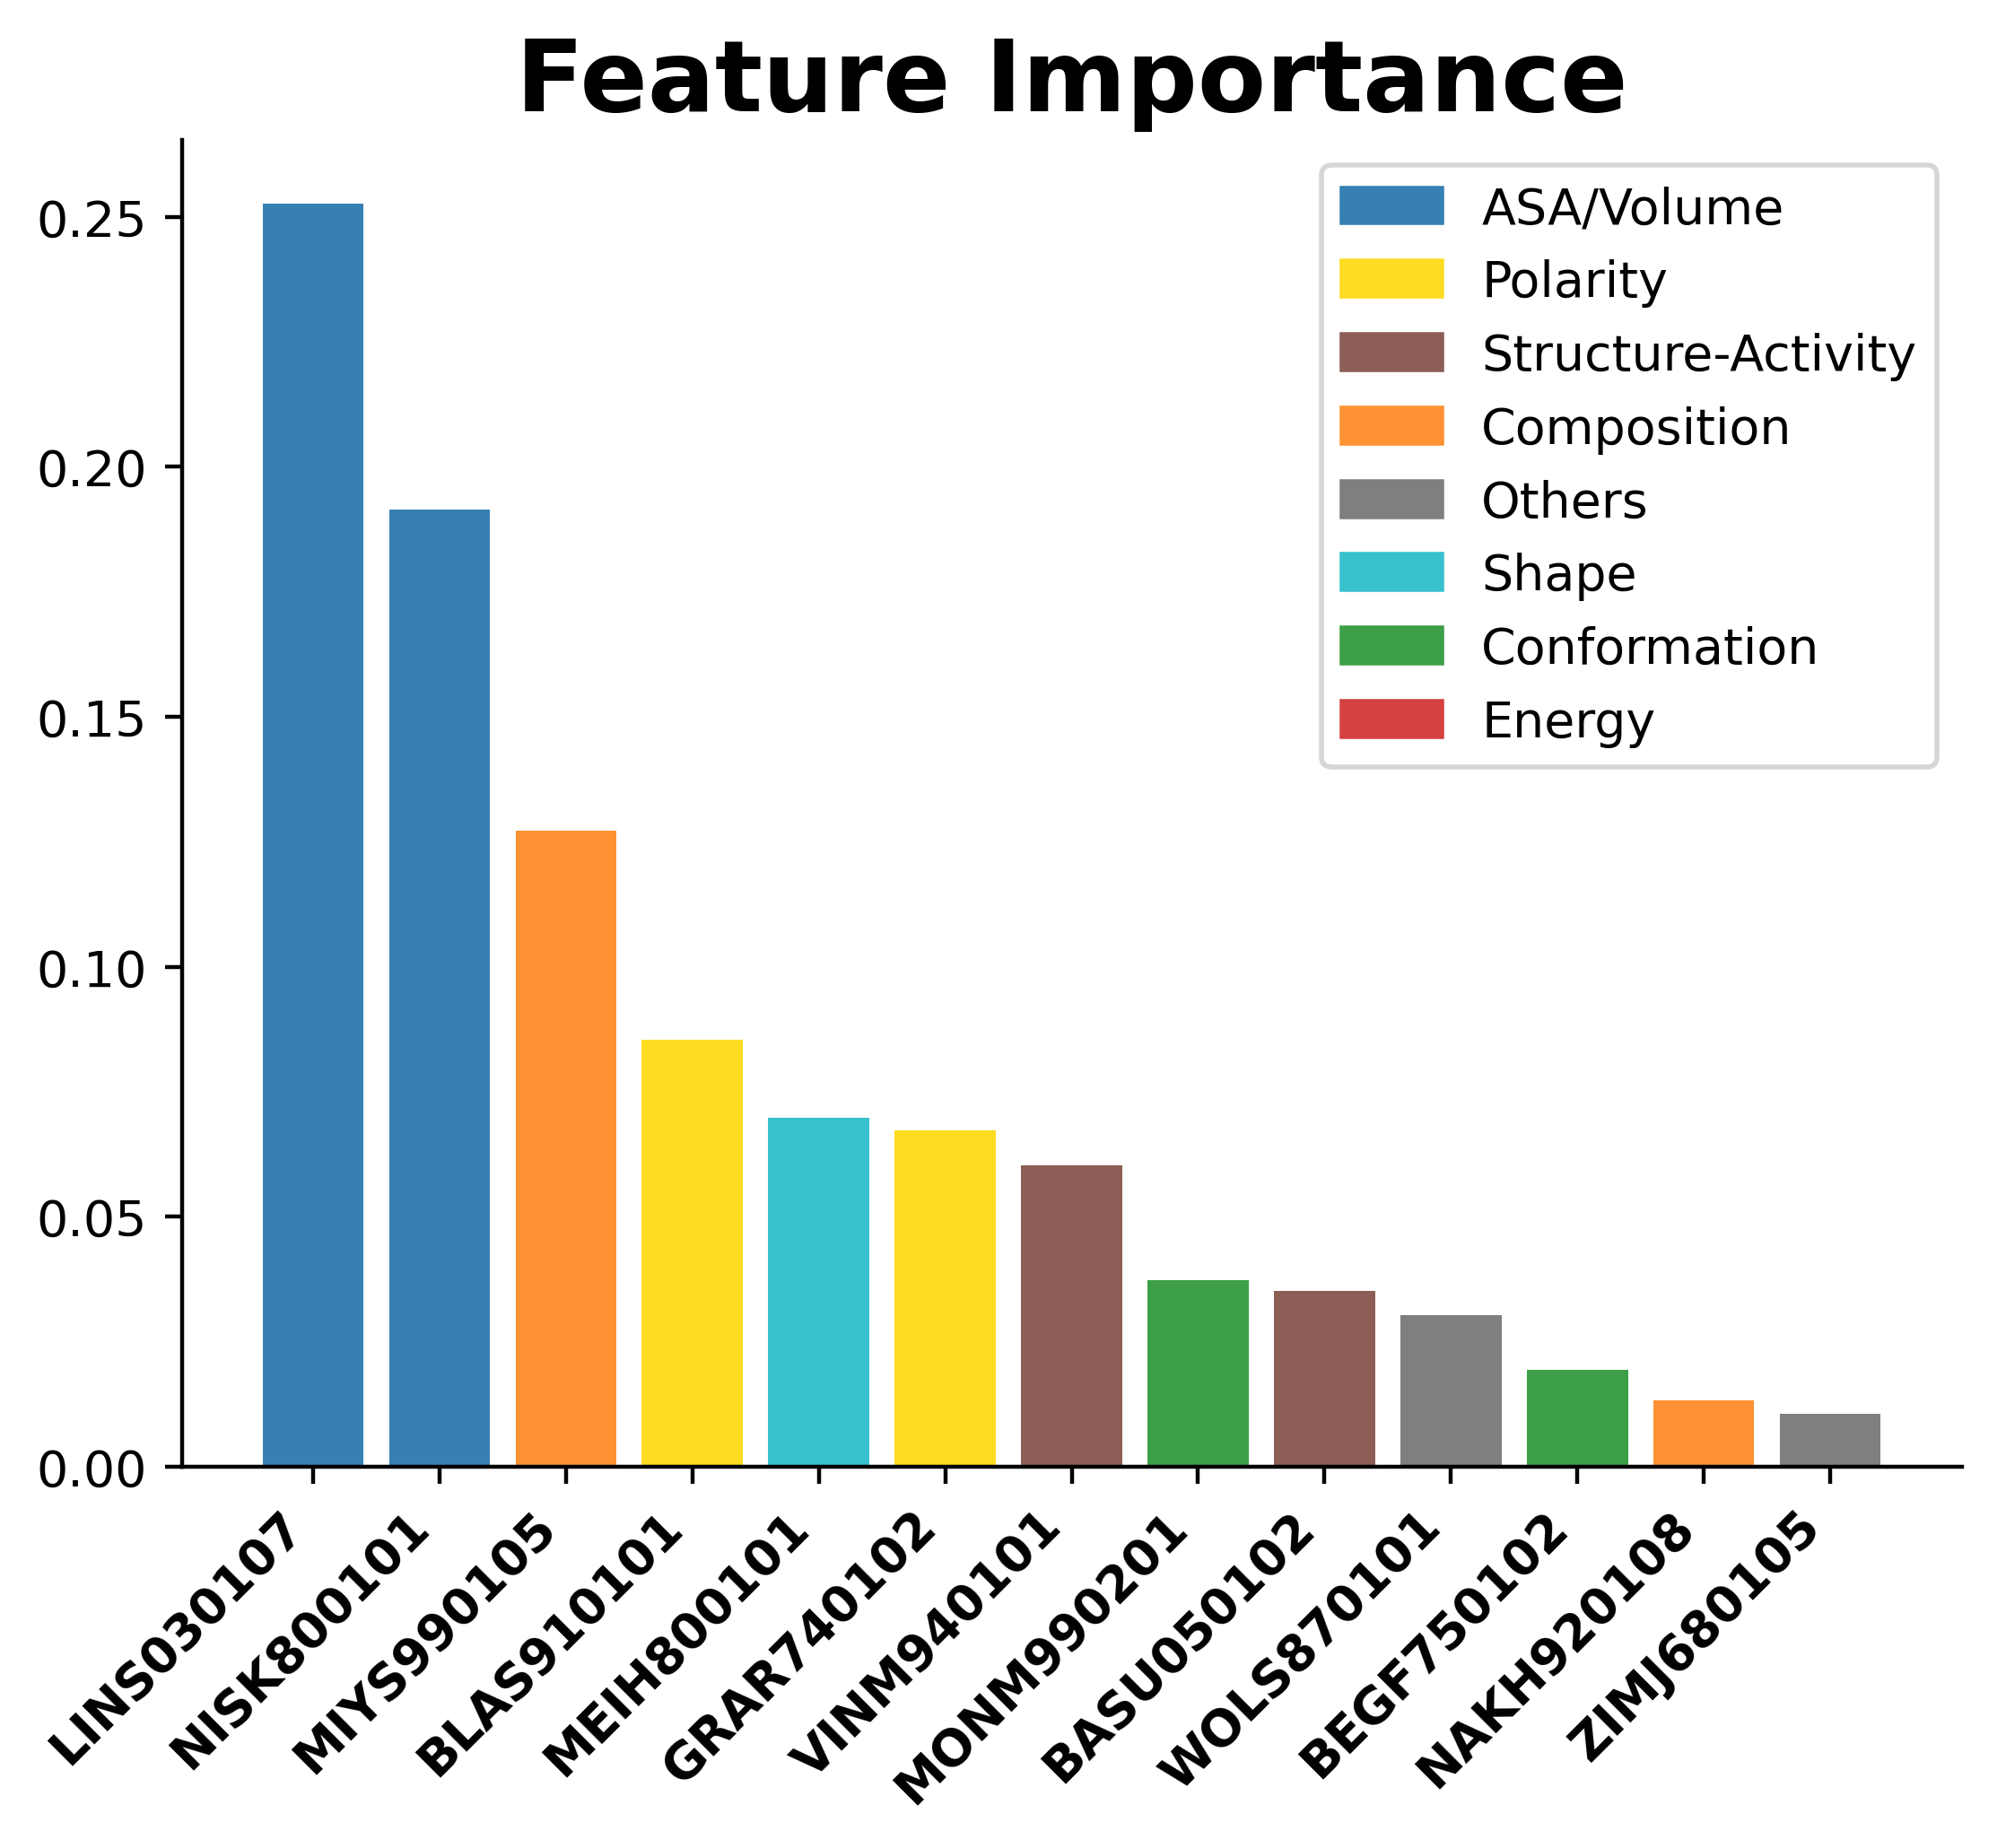 Feature Importance
0.25
0.20
0.15
0.10
0.05
0.00
ASA/Volume
Polarity
Structure-Activity
Composition
Others
Shape
Conformation
Energy
LINS030107
NISK800101
MIYS990105
BLAS910101
MEIH800101
GRAR740102
VINM940101
MONM990201
BASU050102
WOLS870101
BEGF750102
NAKH920108
ZIMJ680105